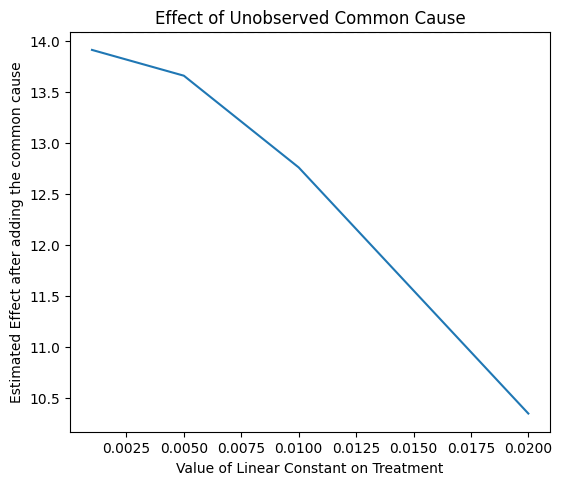 Effect of Unobserved Common Cause
Estimated Effect after adding the common cause
14.0
13.5
13.0
12.5
12.0
11.5
11.0
10.5
0.0025 0.0050 0.0075 0.0100 0.0125 0.0150 0.0175 0.0200
Value of Linear Constant on Treatment